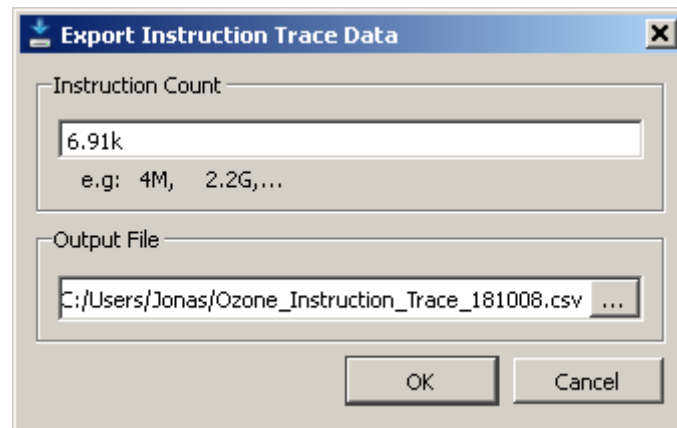 Export Instruction Trace Data
Instruction Count
6.91k
e.g: 4M, 2.2G,...
Output File
C:/Users/Jonas/Ozone_Instruction_Trace_181008.csv ...
OK Cancel